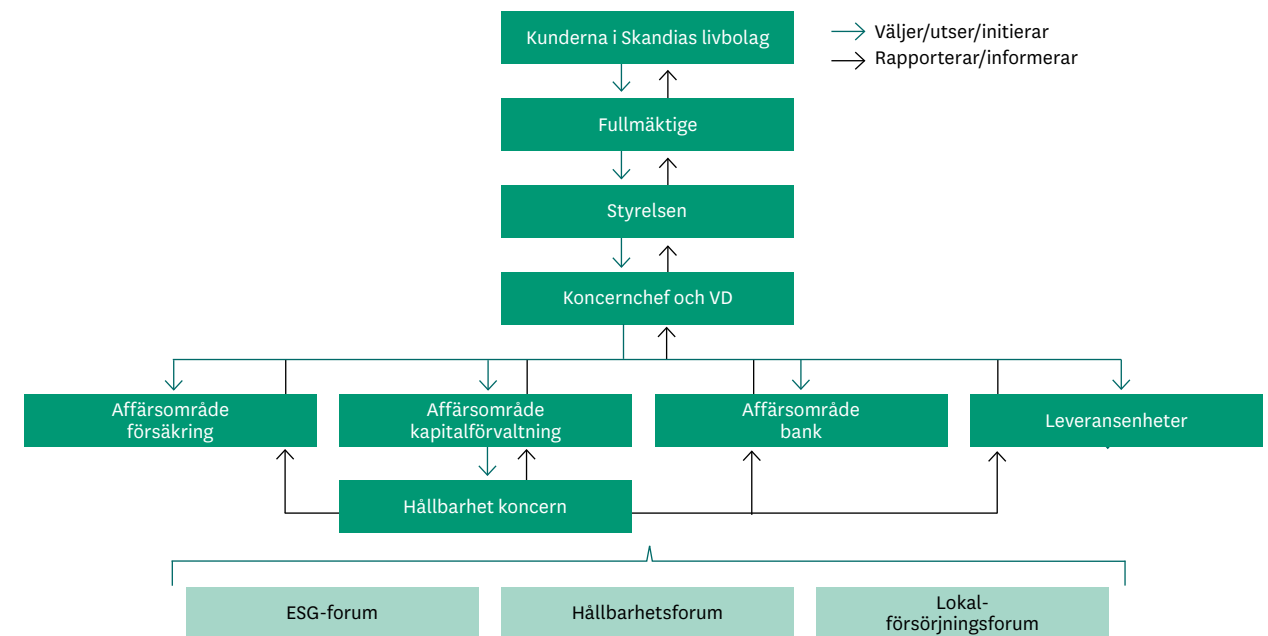 Kunderna i Skandias livbolag
Väljer/utser/initierar
Rapporterar/informerar
Fullmäktige
Styrelsen
Koncernchef och VD
Affärsområde
försäkring
Affärsområde
kapitalförvaltning
Affärsområde
bank
Leveransenheter
Hållbarhet koncern
ESG-forum
Hållbarhetsforum
Lokal-
försörjningsforum